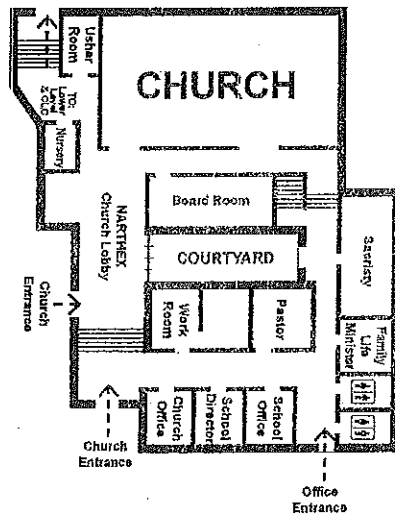 Usher
Room
CHURCH
TO:
Lower
Level
& CLC
Nursery
Board Room
NARTHEX
Church Lobby
COURTYARD
Sacristy
Church
Entrance
Work
Room
Pastor
Family
Life
Minister
Church
Office
School
Director
School
Office
Church
Entrance
Office
Entrance